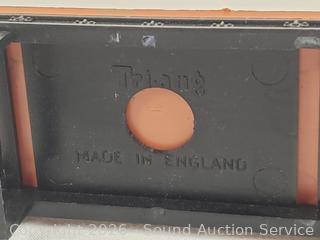 Tri-ang
MADE IN ENGLAND
Copyright 2026 - Sound Auction Service